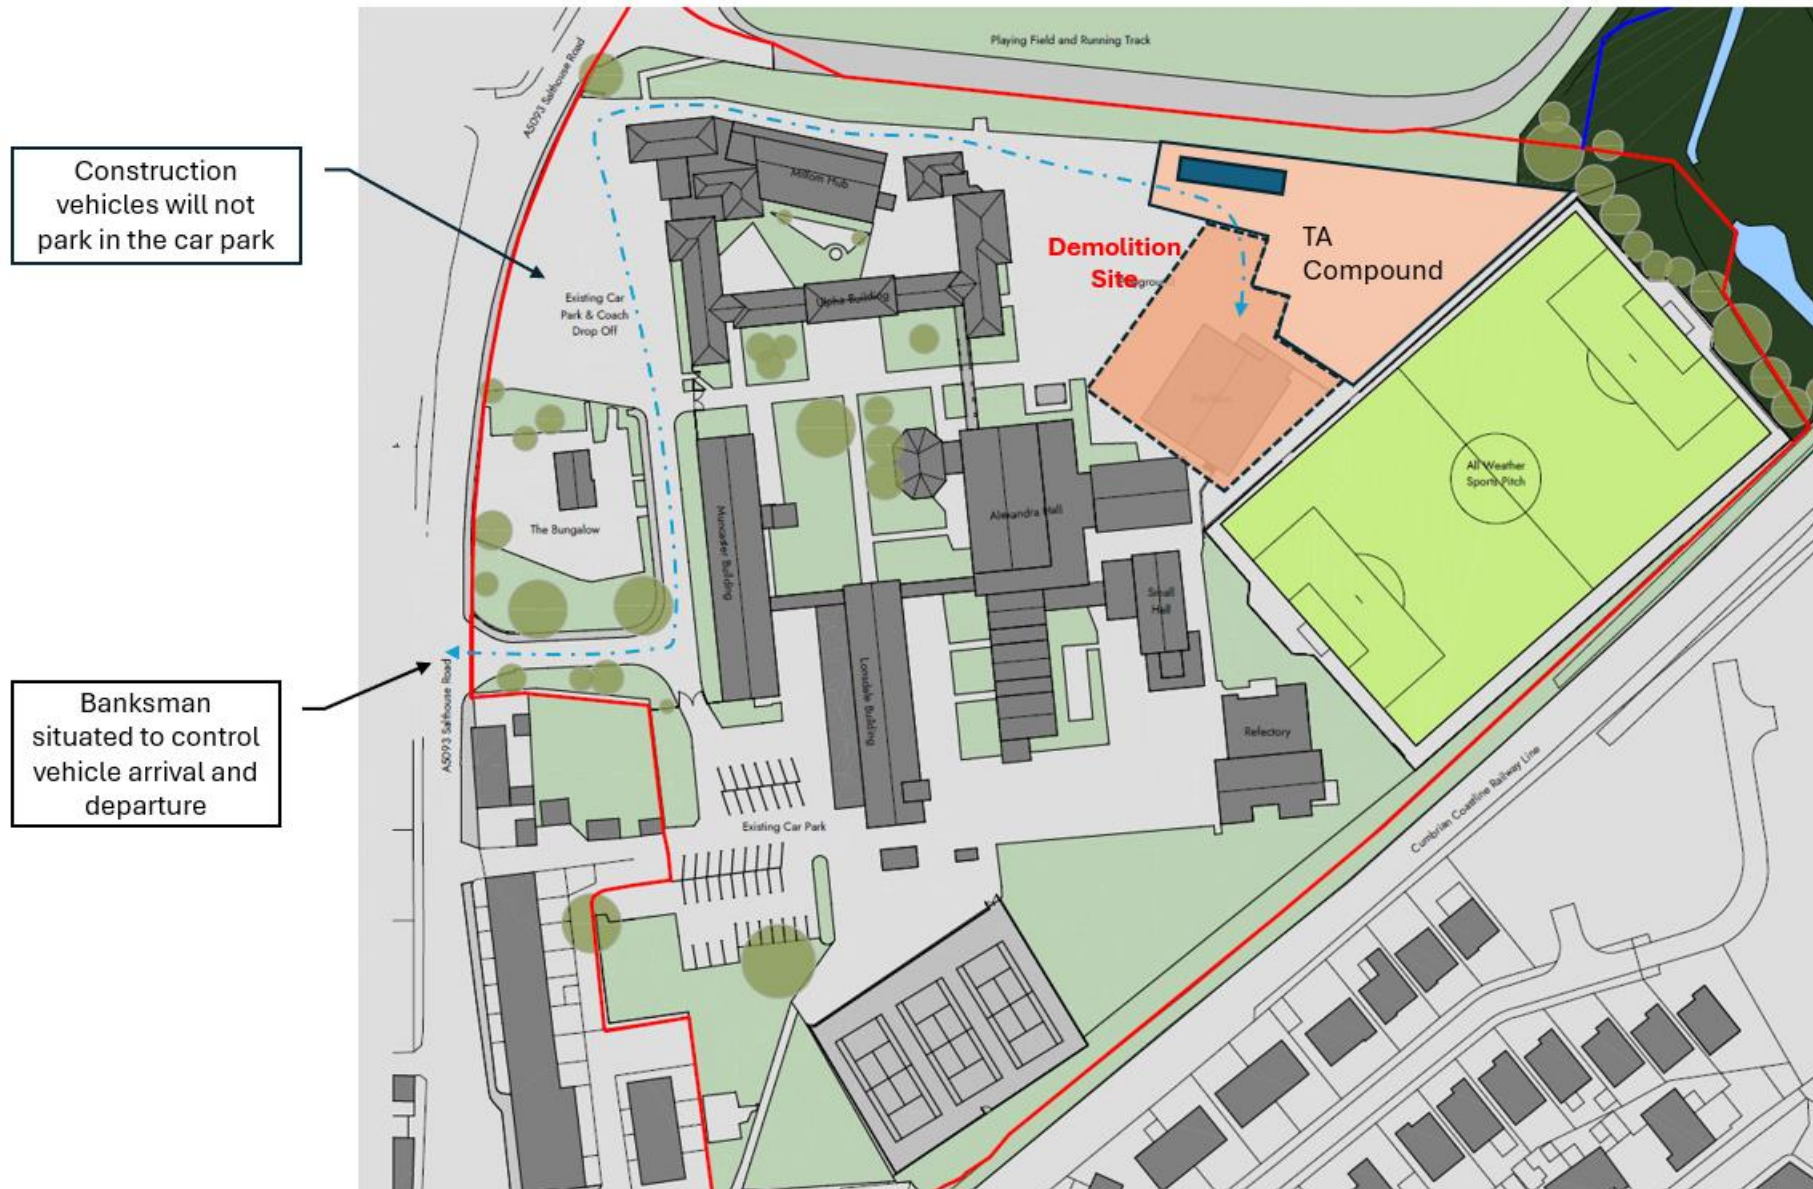 Playing Field and Running Track
A5093 Salthouse Road
Construction
vehicles will not
park in the car park
Millom Hub
Demolition
Site
TA
Compound
Existing Car
Park & Coach
Drop Off
Ulpha Building
All Weather
Sports Pitch
The Bungalow
Alexandra Hall
Muncaster Building
Small
Hall
Banksman
situated to control
vehicle arrival and
departure
A5093 Salthouse Road
Lonsdale Building
Refectory
Existing Car Park
Cumbrian Coastline Railway Line